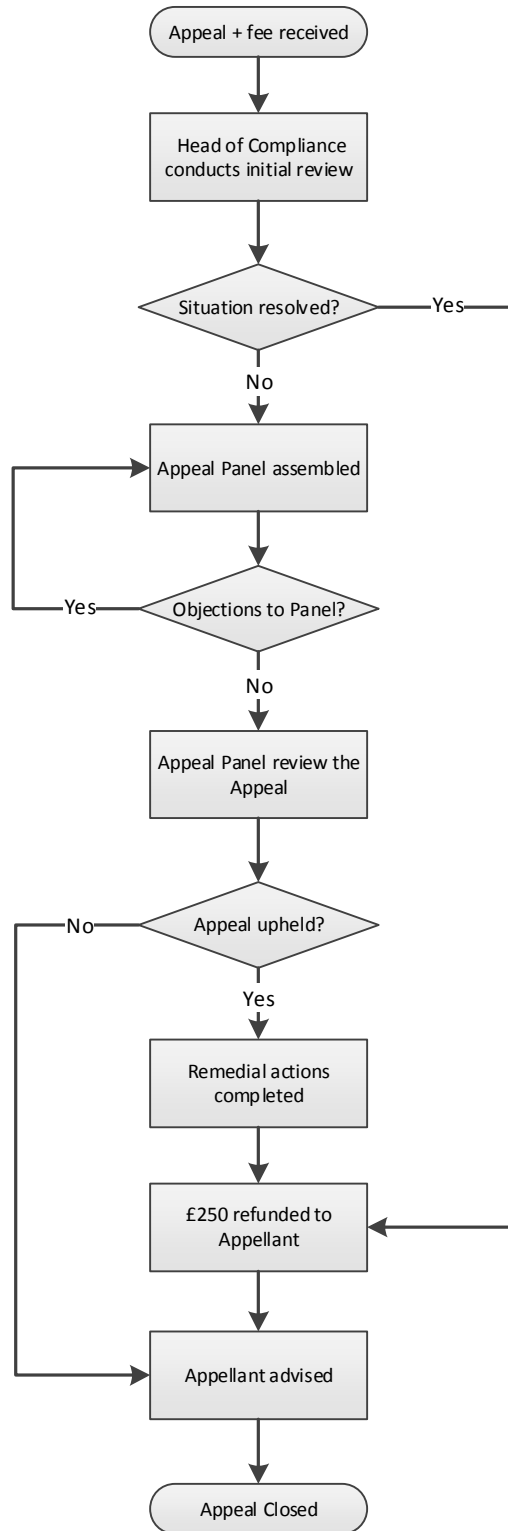 Appeal + fee received
Head of Compliance
conducts initial review
Situation resolved?
Yes
No
Appeal Panel assembled
Objections to Panel?
Yes
No
Appeal Panel review the
Appeal
Appeal upheld?
No
Yes
Remedial actions
completed
£250 refunded to
Appellant
Appellant advised
Appeal Closed